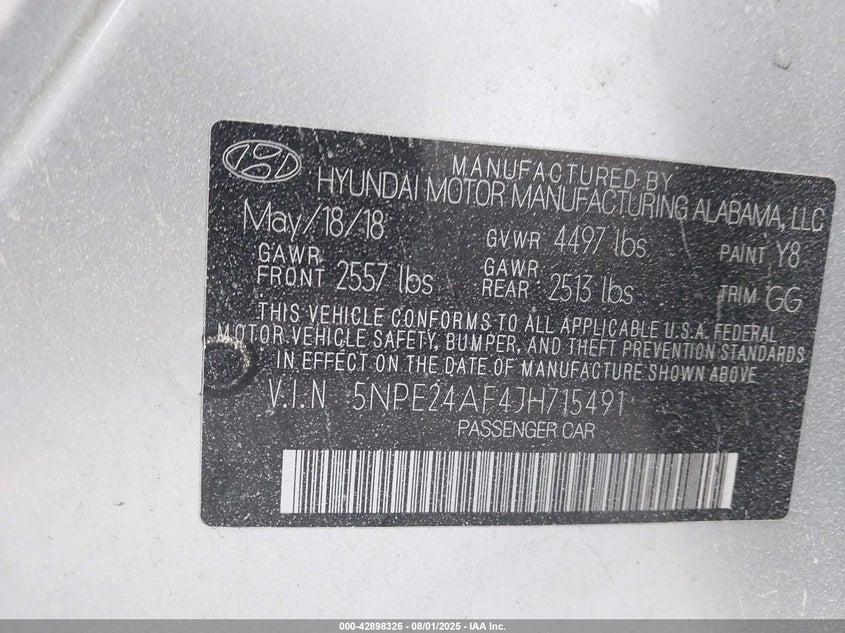 MANUFACTURED BY
HYUNDAI MOTOR MANUFACTURING ALABAMA, LLC
May/18/18 GVWR 4497 lbs. PAINT Y8
GAWR FRONT 2557 lbs GAWR REAR 2513 lbs TRIM GG
THIS VEHICLE CONFORMS TO ALL APPLICABLE U.S.A. FEDERAL
MOTOR VEHICLE SAFETY, BUMPER, AND THEFT PREVENTION STANDARDS
IN EFFECT ON THE DATE OF MANUFACTURE SHOWN ABOVE.
V.I.N 5NPE24AF4JH715491
PASSENGER CAR
000-42898326 - 08/01/2025 - IAA Inc.